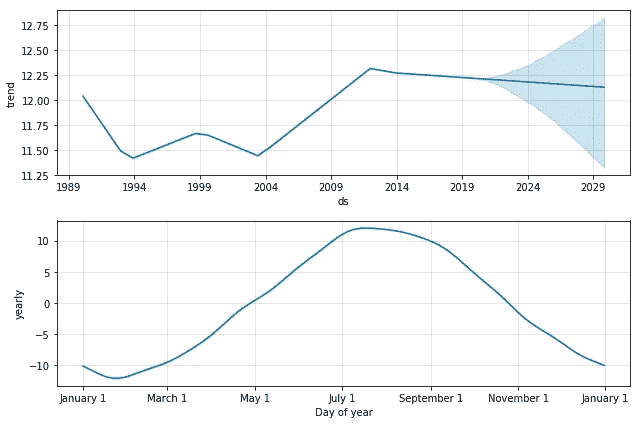 12.75
12.50
12.25
12.00
11.75
11.50
11.25
trend
1989 1994 1999 2004 2009 2014 2019 2024 2029
ds
10
5
0
−5
−10
yearly
January 1 March 1 May 1 July 1 September 1 November 1 January 1
Day of year